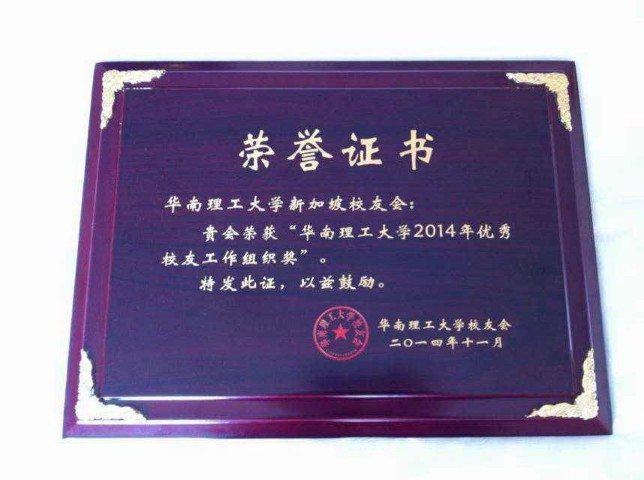 荣誉证书
华南理工大学新加坡校友会：
贵会荣获“华南理工大学2014年优秀
校友工作组织奖”。
特发此证，以兹鼓励。
华南理工大学校友会
华南理工大学校友会
二〇一四年十一月